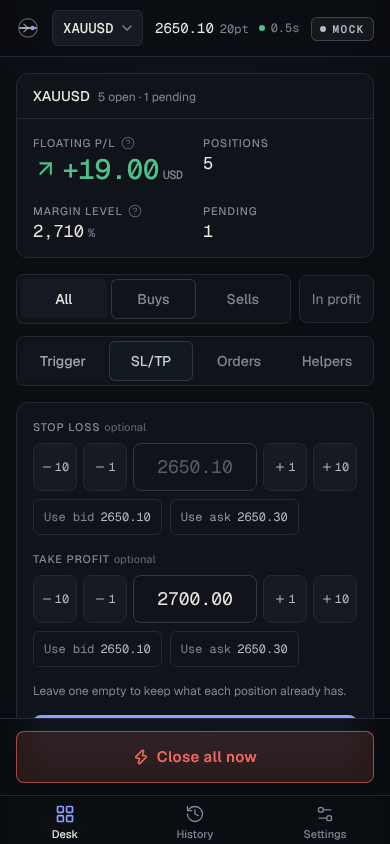 XAUUSD 2650.10 20pt 0.5s MOCK
XAUUSD 5 open · 1 pending
FLOATING P/L ? POSITIONS
+19.00 USD 5
MARGIN LEVEL ? PENDING
2,710 % 1
All Buys Sells In profit
Trigger SL/TP Orders Helpers
STOP LOSS optional
−10 −1 2650.10 +1 +10
Use bid 2650.10 Use ask 2650.30
TAKE PROFIT optional
−10 −1 2700.00 +1 +10
Use bid 2650.10 Use ask 2650.30
Leave one empty to keep what each position already has.
Close all now
Desk History Settings